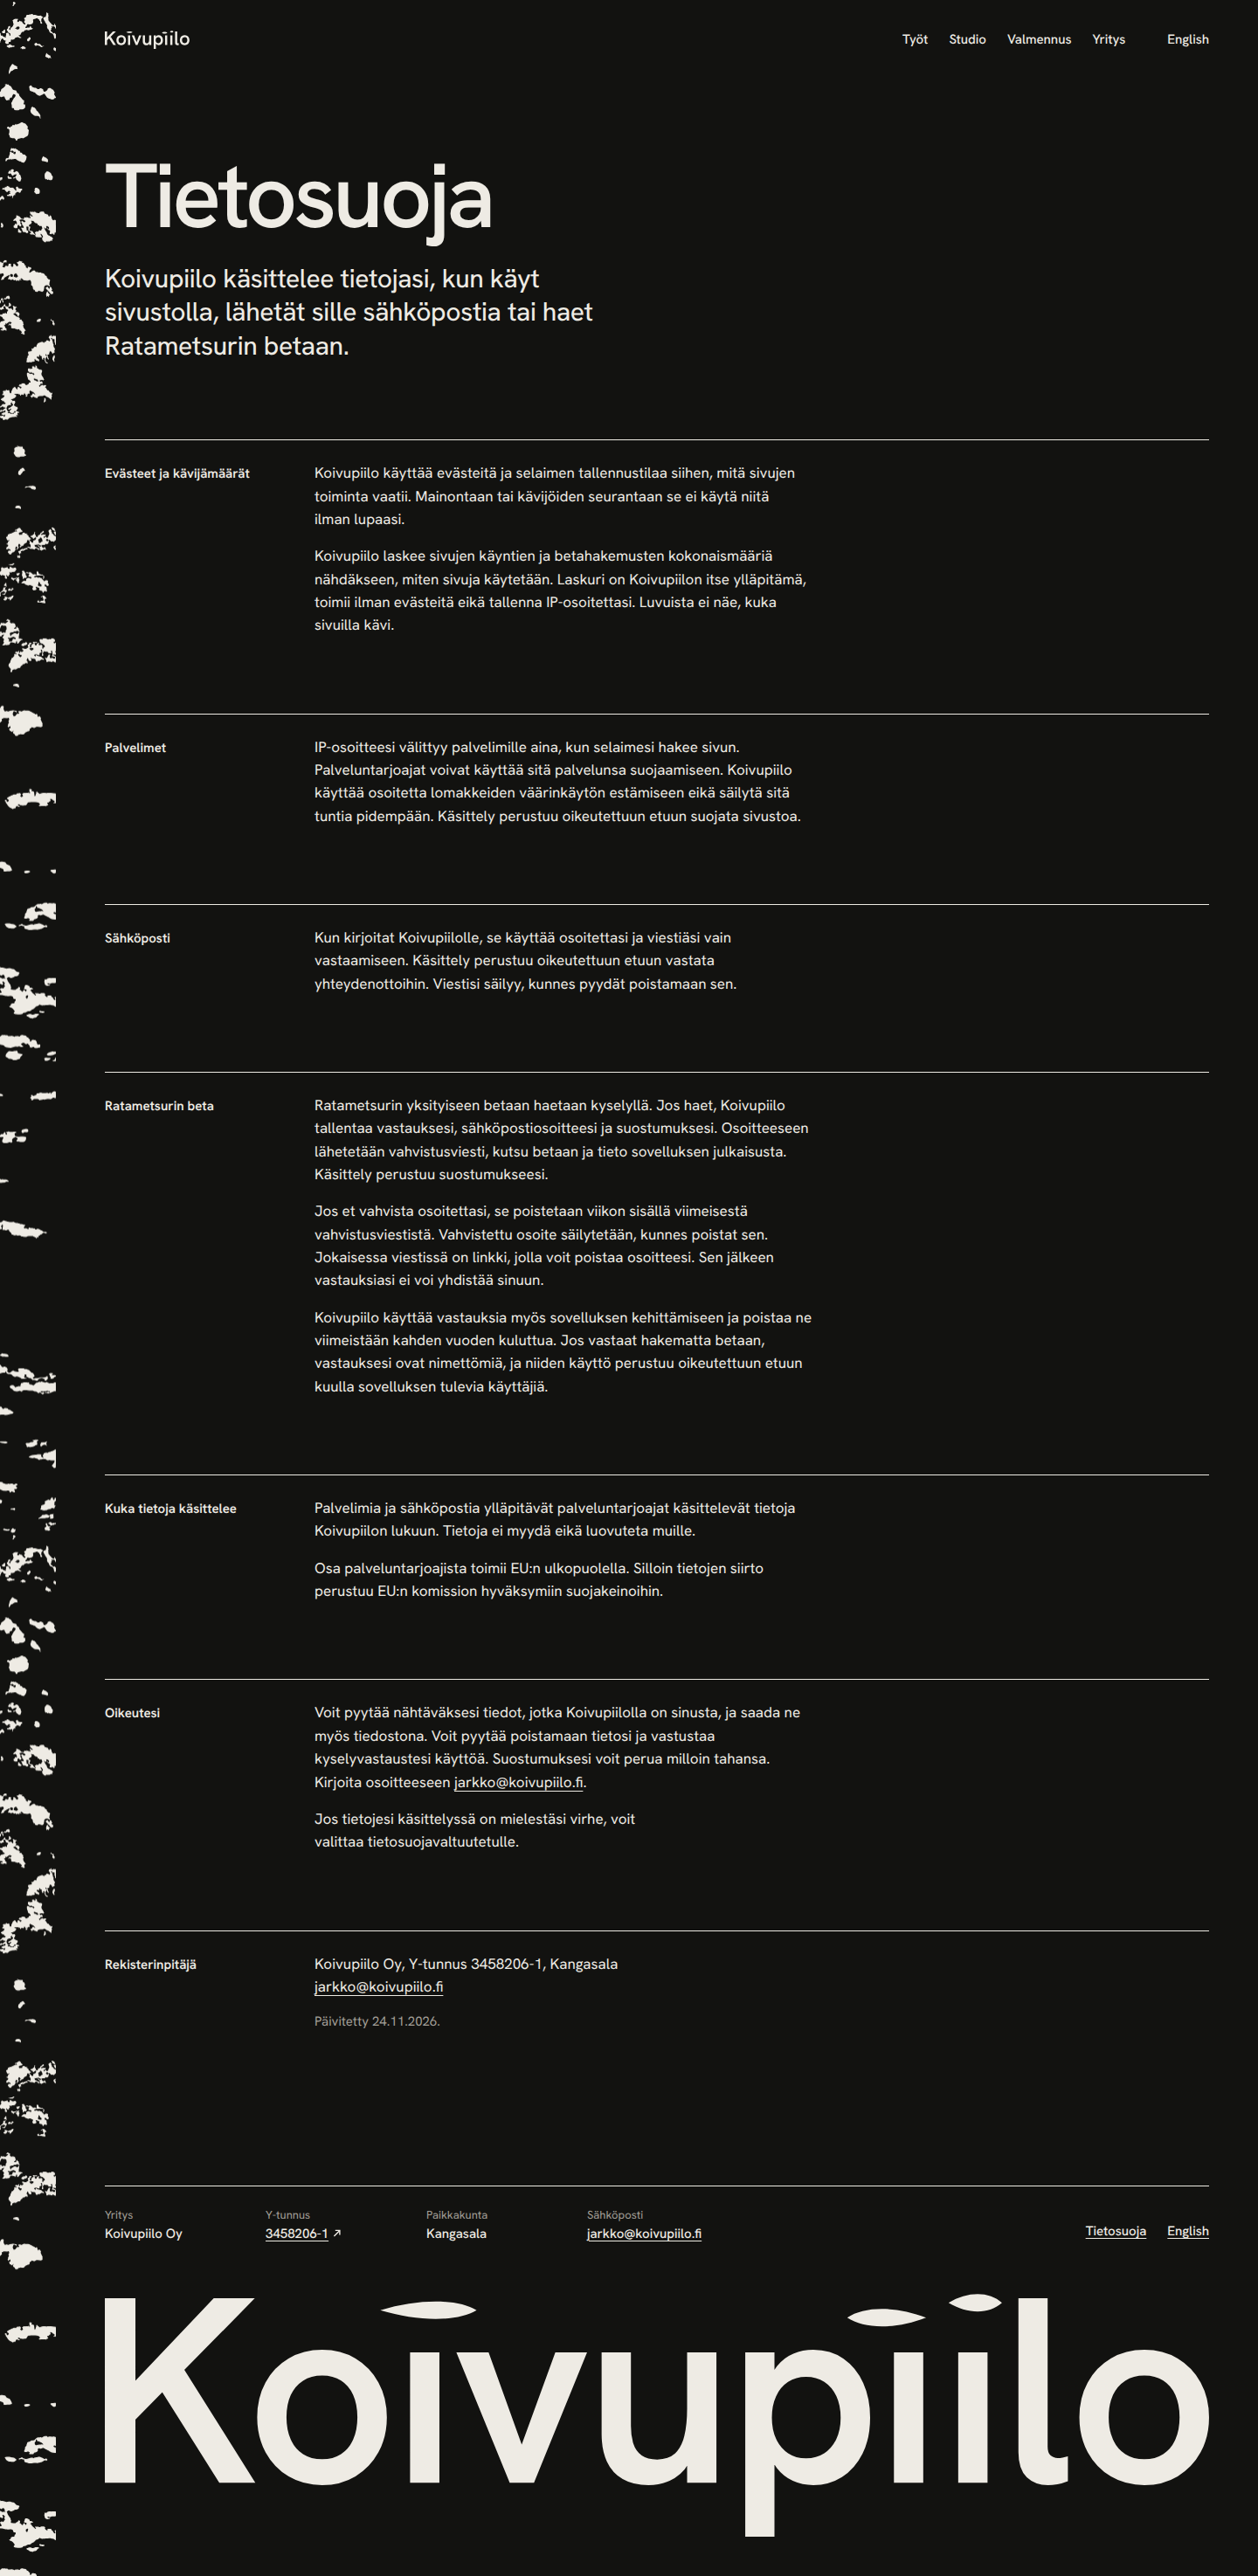 Koivupiilo
Työt Studio Valmennus Yritys English
Tietosuoja
Koivupiilo käsittelee tietojasi, kun käyt
sivustolla, lähetät sille sähköpostia tai haet
Ratametsurin betaan.
Evästeet ja kävijämäärät
Koivupiilo käyttää evästeitä ja selaimen tallennustilaa siihen, mitä sivujen
toiminta vaatii. Mainontaan tai kävijöiden seurantaan se ei käytä niitä
ilman lupaasi.
Koivupiilo laskee sivujen käyntien ja betahakemusten kokonaismääriä
nähdäkseen, miten sivuja käytetään. Laskuri on Koivupiilon itse ylläpitämä,
toimii ilman evästeitä eikä tallenna IP-osoitettasi. Luvuista ei näe, kuka
sivuilla kävi.
Palvelimet
IP-osoitteesi välittyy palvelimille aina, kun selaimesi hakee sivun.
Palveluntarjoajat voivat käyttää sitä palvelunsa suojaamiseen. Koivupiilo
käyttää osoitetta lomakkeiden väärinkäytön estämiseen eikä säilytä sitä
tuntia pidempään. Käsittely perustuu oikeutettuun etuun suojata sivustoa.
Sähköposti
Kun kirjoitat Koivupiilolle, se käyttää osoitettasi ja viestiäsi vain
vastaamiseen. Käsittely perustuu oikeutettuun etuun vastata
yhteydenottoihin. Viestisi säilyy, kunnes pyydät poistamaan sen.
Ratametsurin beta
Ratametsurin yksityiseen betaan haetaan kyselyllä. Jos haet, Koivupiilo
tallentaa vastauksesi, sähköpostiosoitteesi ja suostumuksesi. Osoitteeseen
lähetetään vahvistusviesti, kutsu betaan ja tieto sovelluksen julkaisusta.
Käsittely perustuu suostumukseesi.
Jos et vahvista osoitettasi, se poistetaan viikon sisällä viimeisestä
vahvistusviestistä. Vahvistettu osoite säilytetään, kunnes poistat sen.
Jokaisessa viestissä on linkki, jolla voit poistaa osoitteesi. Sen jälkeen
vastauksiasi ei voi yhdistää sinuun.
Koivupiilo käyttää vastauksia myös sovelluksen kehittämiseen ja poistaa ne
viimeistään kahden vuoden kuluttua. Jos vastaat hakematta betaan,
vastauksesi ovat nimettömiä, ja niiden käyttö perustuu oikeutettuun etuun
kuulla sovelluksen tulevia käyttäjiä.
Kuka tietoja käsittelee
Palvelimia ja sähköpostia ylläpitävät palveluntarjoajat käsittelevät tietoja
Koivupiilon lukuun. Tietoja ei myydä eikä luovuteta muille.
Osa palveluntarjoajista toimii EU:n ulkopuolella. Silloin tietojen siirto
perustuu EU:n komission hyväksymiin suojakeinoihin.
Oikeutesi
Voit pyytää nähtäväksesi tiedot, jotka Koivupiilolla on sinusta, ja saada ne
myös tiedostona. Voit pyytää poistamaan tietosi ja vastustaa
kyselyvastaustesi käyttöä. Suostumuksesi voit perua milloin tahansa.
Kirjoita osoitteeseen jarkko@koivupiilo.fi.
Jos tietojesi käsittelyssä on mielestäsi virhe, voit
valittaa tietosuojavaltuutetulle.
Rekisterinpitäjä
Koivupiilo Oy, Y-tunnus 3458206-1, Kangasala
jarkko@koivupiilo.fi
Päivitetty 24.11.2026.
Yritys Y-tunnus Paikkakunta Sähköposti
Koivupiilo Oy 3458206-1 ↗ Kangasala jarkko@koivupiilo.fi Tietosuoja English
Koivupiilo